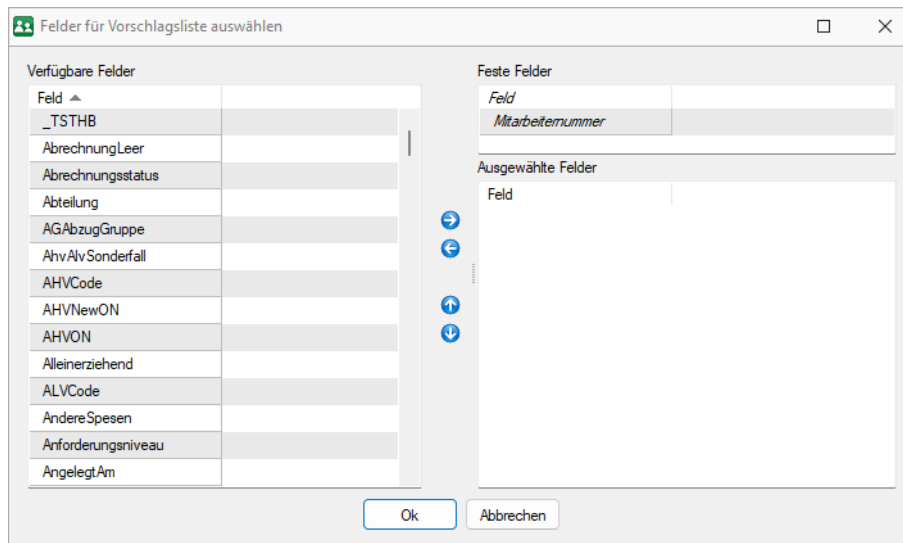 Felder für Vorschlagsliste auswählen
Verfügbare Felder
Feld
_TSTHB
AbrechnungLeer
Abrechnungsstatus
Abteilung
AGAbzugGruppe
AhvAlvSonderfall
AHVCode
AHVNewON
AHVON
Alleinerziehend
ALVCode
AndereSpesen
Anforderungsniveau
AngelegtAm
Feste Felder
Feld
Mitarbeiternummer
Ausgewählte Felder
Feld
Ok
Abbrechen